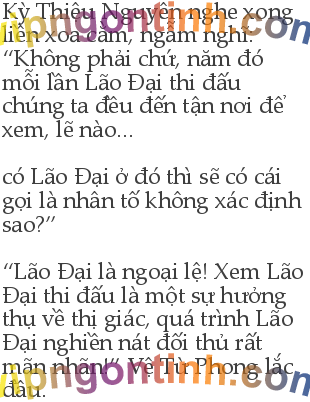 Kỳ Thiệu Nguyên nghe xong
liền xoa cằm, ngẫm nghĩ:
“Không phải chứ, năm đó
mỗi lần Lão Đại thi đấu
chúng ta đều đến tận nơi để
xem, lẽ nào...
có Lão Đại ở đó thì sẽ có cái
gọi là nhân tố không xác định
sao?”
“Lão Đại là ngoại lệ! Xem Lão
Đại thi đấu là một sự hưởng
thụ về thị giác, quá trình Lão
Đại nghiền nát đối thủ rất
mãn nhãn!” Vệ Tử Phong lắc
đầu.
vipngontinh.com
vipngontinh.com